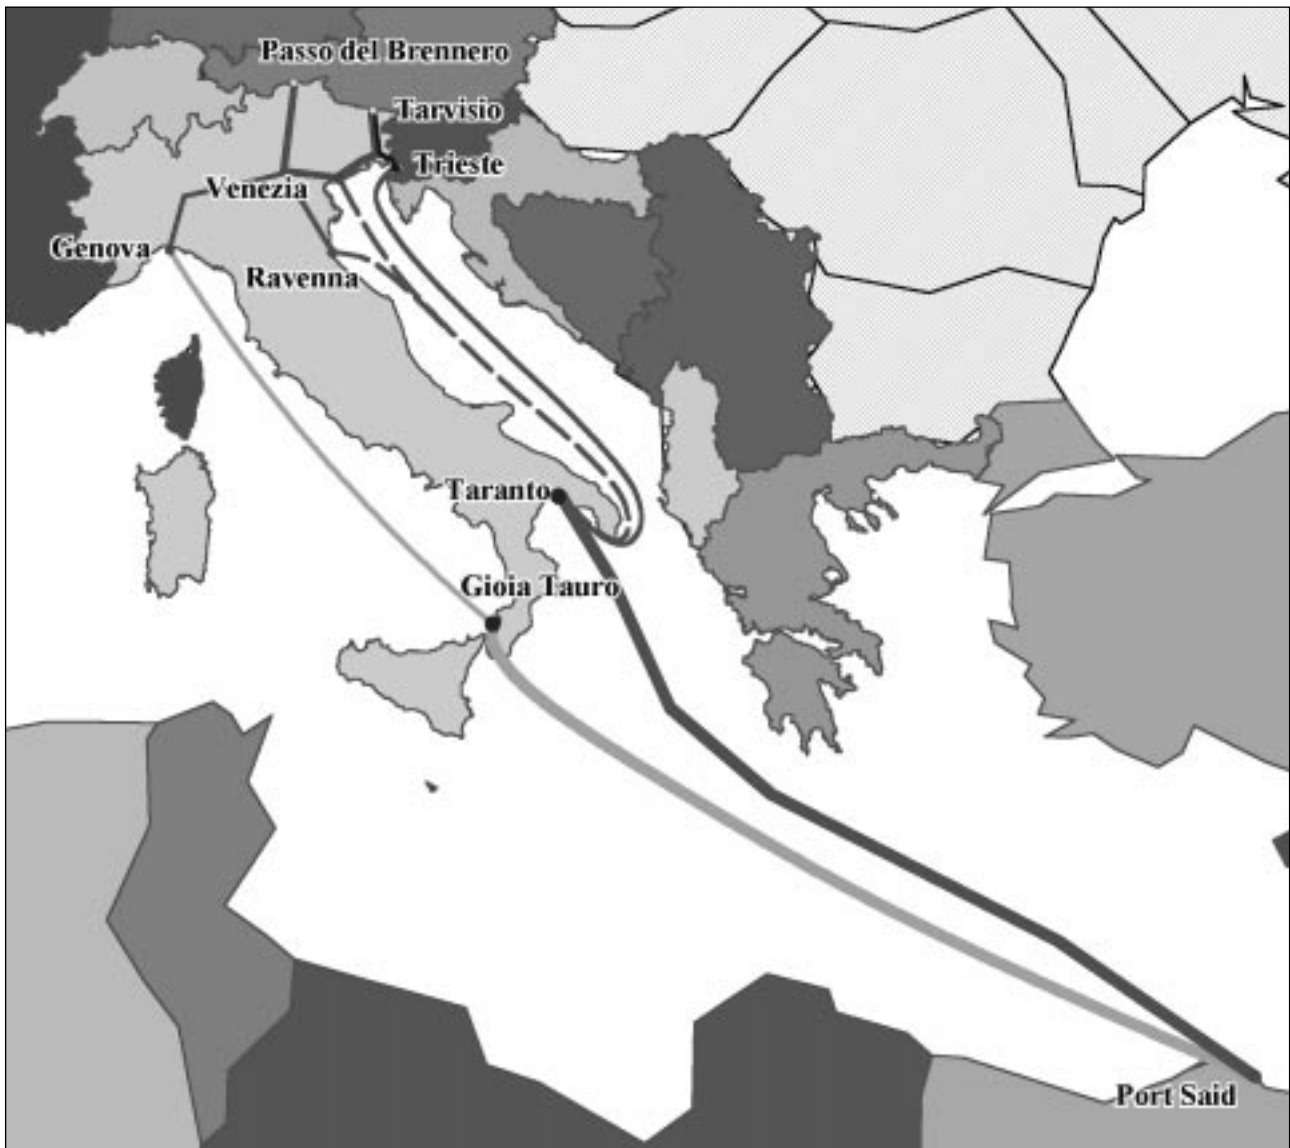 Passo del Brennero
Tarvisio
Trieste
Venezia
Genova
Ravenna
Taranto
Gioia Tauro
Port Said